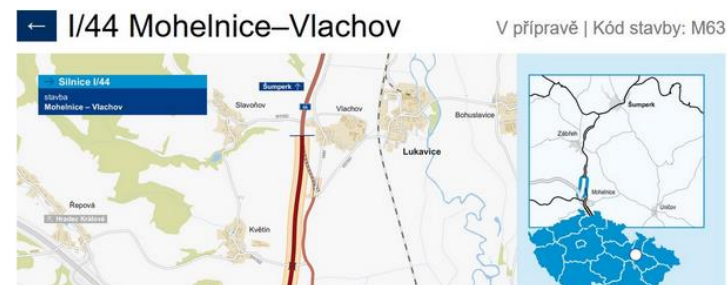 ← I/44 Mohelnice–Vlachov
V přípravě | Kód stavby: M63
→ Silnice I/44
stavba
Mohelnice – Vlachov
Šumperk ↑
44
Slavoňov
Vlachov
Bohuslavice
Lukavice
Řepová
Hradec Králové
Květín
Šumperk
Zábřeh
Mohelnice
Uničov